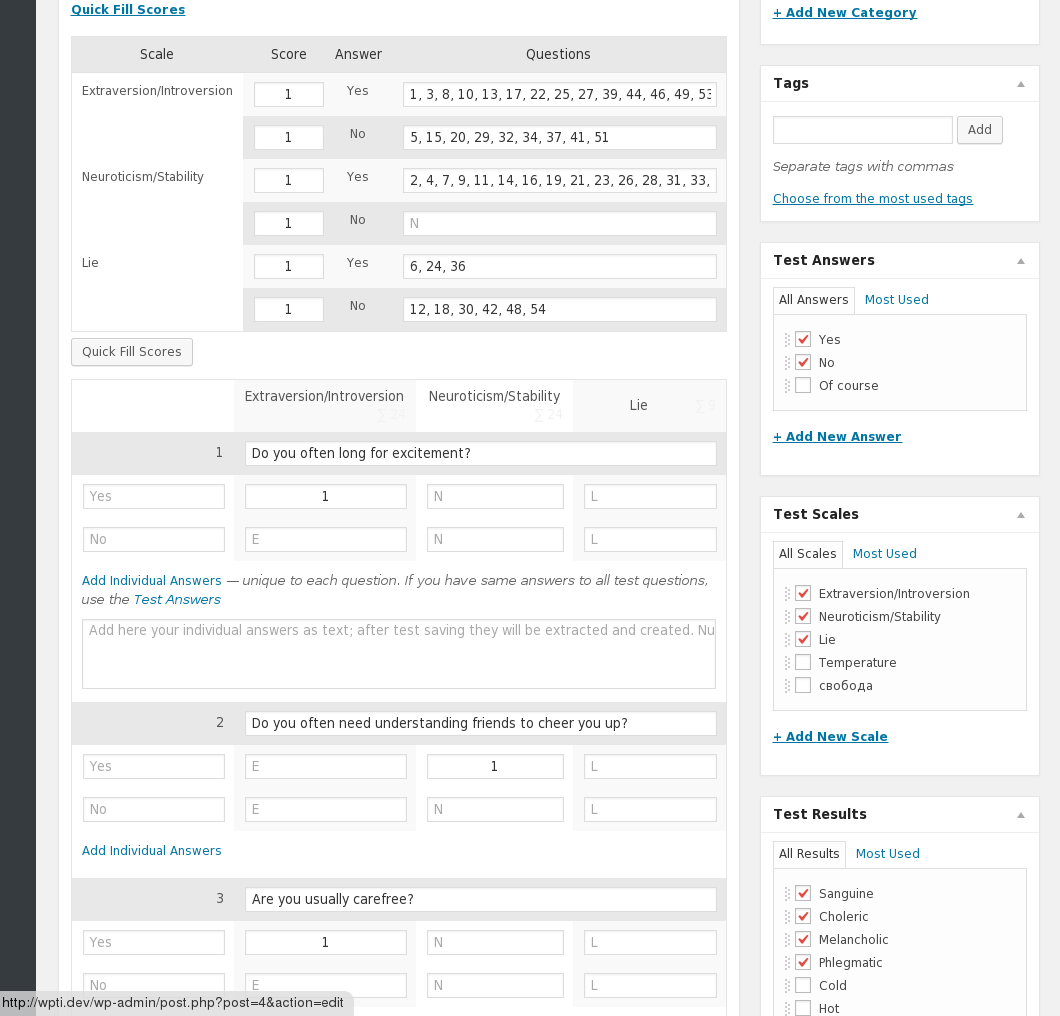 Quick Fill Scores
Scale Score Answer Questions
Extraversion/Introversion 1 Yes 1, 3, 8, 10, 13, 17, 22, 25, 27, 39, 44, 46, 49, 53
1 No 5, 15, 20, 29, 32, 34, 37, 41, 51
Neuroticism/Stability 1 Yes 2, 4, 7, 9, 11, 14, 16, 19, 21, 23, 26, 28, 31, 33,
1 No N
Lie 1 Yes 6, 24, 36
1 No 12, 18, 30, 42, 48, 54
Quick Fill Scores
Extraversion/Introversion Neuroticism/Stability Lie
∑ 24 ∑ 24
1 Do you often long for excitement?
Yes 1 N L
No E N L
Add Individual Answers — unique to each question. If you have same answers to all test questions,
use the Test Answers
Add here your individual answers as text; after test saving they will be extracted and created. Nu
2 Do you often need understanding friends to cheer you up?
Yes E 1 L
No E N L
Add Individual Answers
3 Are you usually carefree?
Yes 1 N L
No E N L
http://wpti.dev/wp-admin/post.php?post=4&action=edit
+ Add New Category
Tags
Add
Separate tags with commas
Choose from the most used tags
Test Answers
All Answers Most Used
Yes
No
Of course
+ Add New Answer
Test Scales
All Scales Most Used
Extraversion/Introversion
Neuroticism/Stability
Lie
Temperature
свобода
+ Add New Scale
Test Results
All Results Most Used
Sanguine
Choleric
Melancholic
Phlegmatic
Cold
Hot